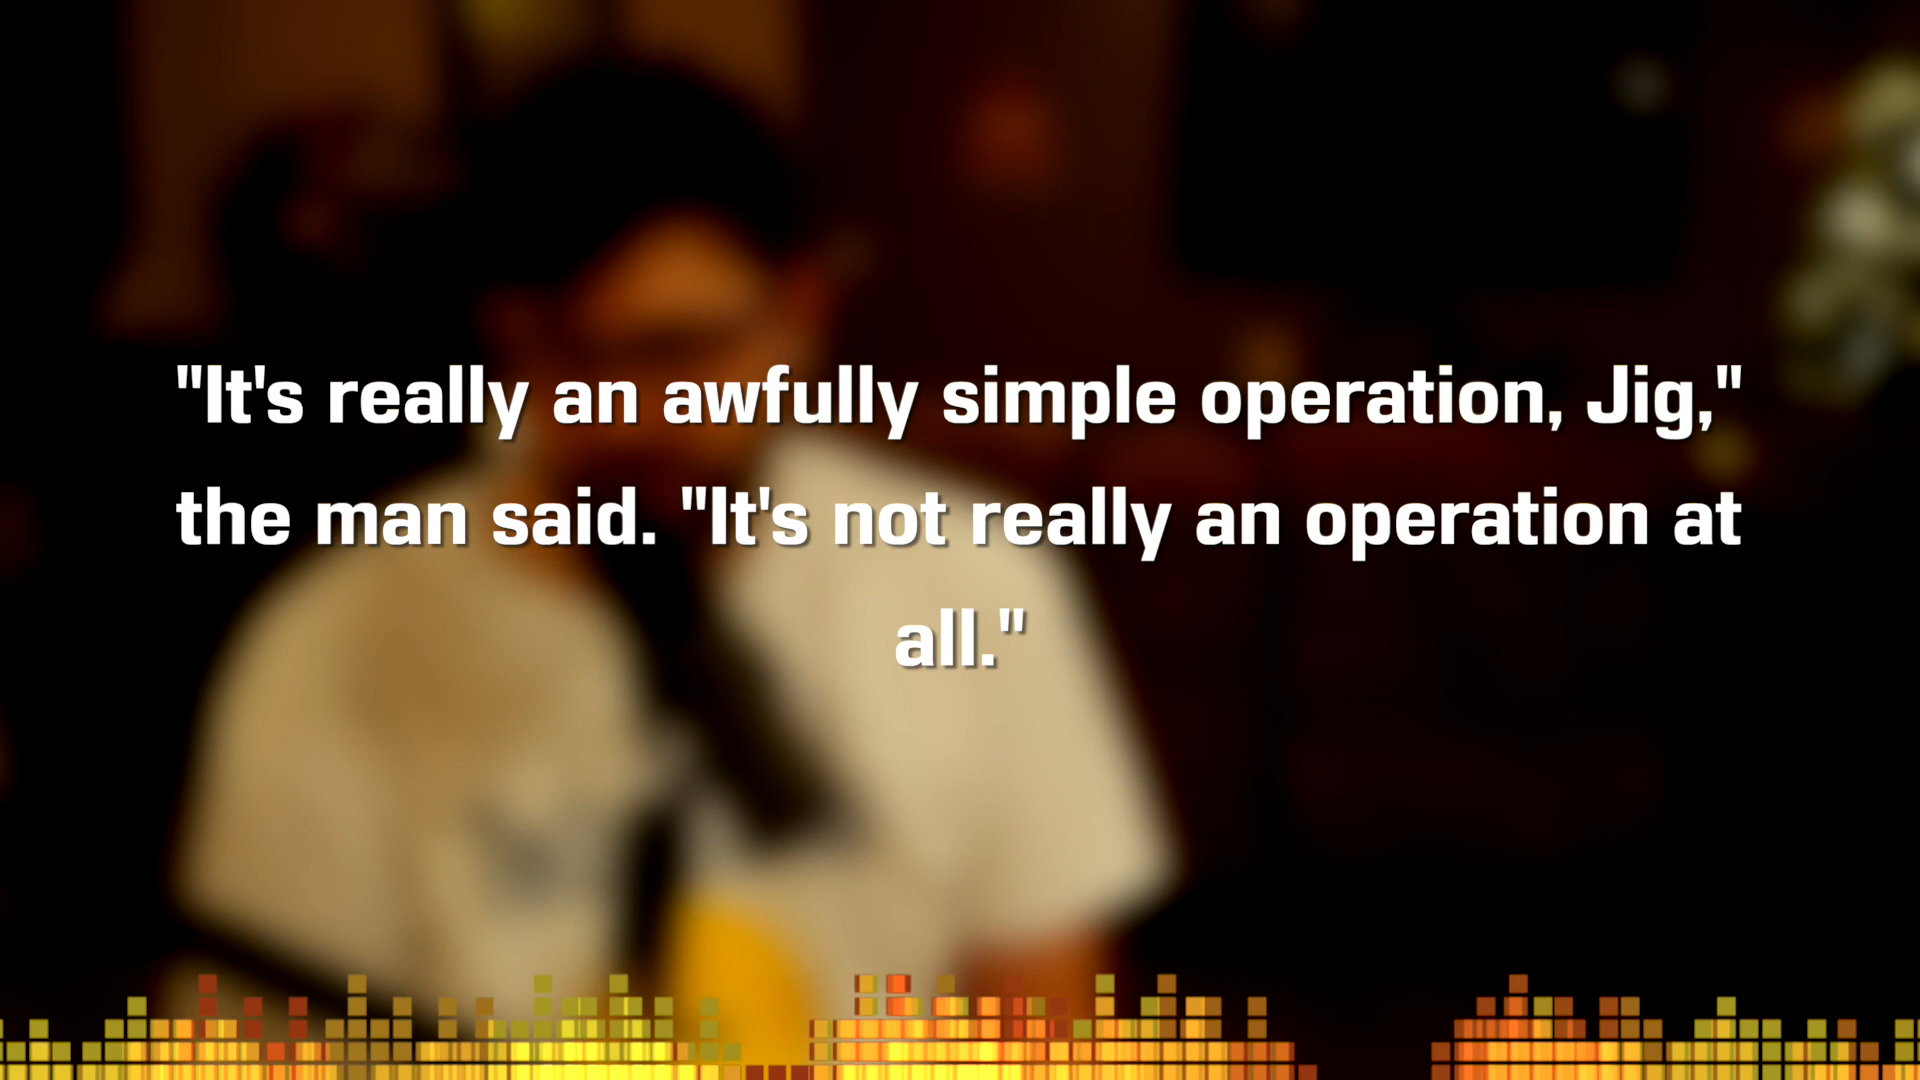 "It's really an awfully simple operation, Jig,"
the man said. "It's not really an operation at
all."